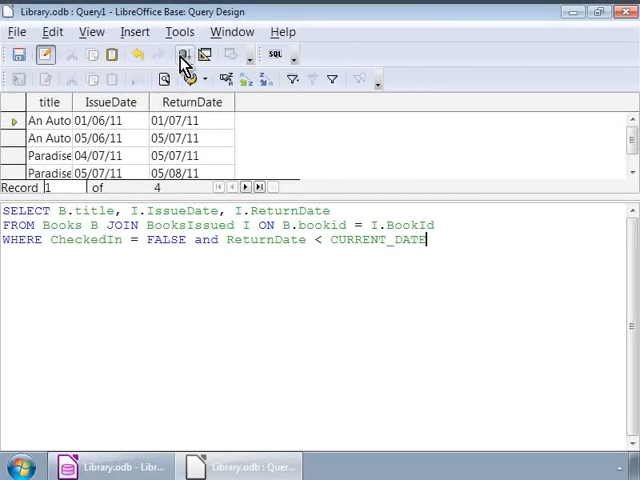 Library.odb : Query1 - LibreOffice Base: Query Design
File Edit View Insert Tools Window Help
SQL
title IssueDate ReturnDate
An Auto 01/06/11 01/07/11
An Auto 05/06/11 05/07/11
Paradise 04/07/11 05/07/11
Paradise 05/07/11 05/08/11
Record 1 of 4
SELECT B.title, I.IssueDate, I.ReturnDate
FROM Books B JOIN BooksIssued I ON B.bookid = I.BookId
WHERE CheckedIn = FALSE and ReturnDate < CURRENT_DATE
Library.odb - Libr... Library.odb : Query...